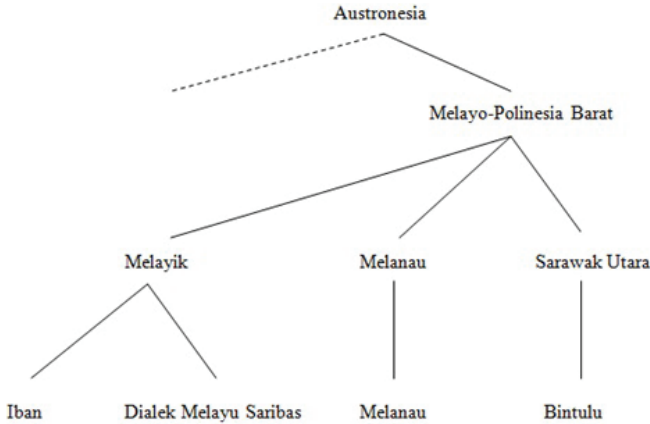 Austronesia
Melayo-Polinesia Barat
Melayik Melanau Sarawak Utara
Iban Dialek Melayu Saribas Melanau Bintulu